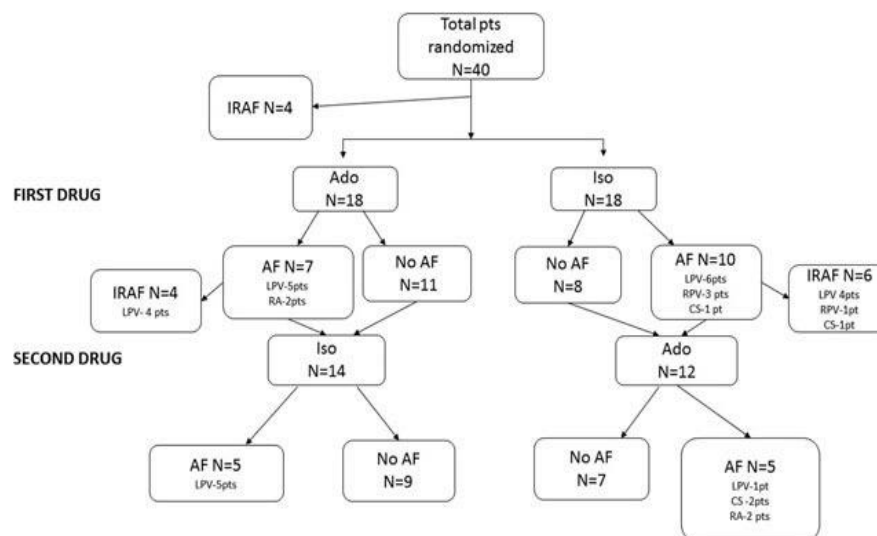 Total pts
randomized
N=40
IRAF N=4
FIRST DRUG
Ado
N=18
Iso
N=18
IRAF N=4
LPV- 4 pts
AF N=7
LPV-5pts
RA-2pts
No AF
N=11
No AF
N=8
AF N=10
LPV-6pts
RPV-3 pts
CS-1 pt
IRAF N=6
LPV 4pts
RPV-1pt
CS-1pt
SECOND DRUG
Iso
N=14
Ado
N=12
AF N=5
LPV-5pts
No AF
N=9
No AF
N=7
AF N=5
LPV-1pt
CS -2pts
RA-2 pts